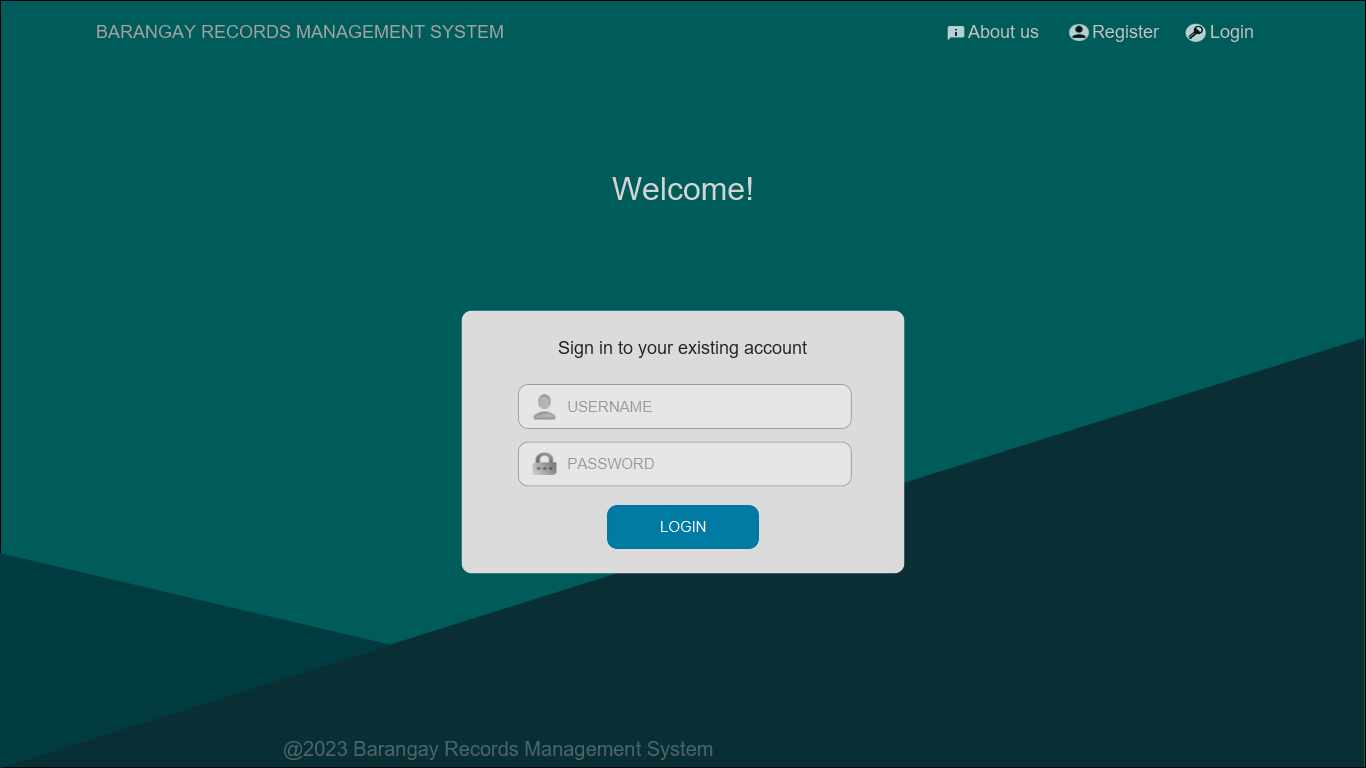 BARANGAY RECORDS MANAGEMENT SYSTEM
About us Register Login
Welcome!
Sign in to your existing account
USERNAME
PASSWORD
LOGIN
@2023 Barangay Records Management System